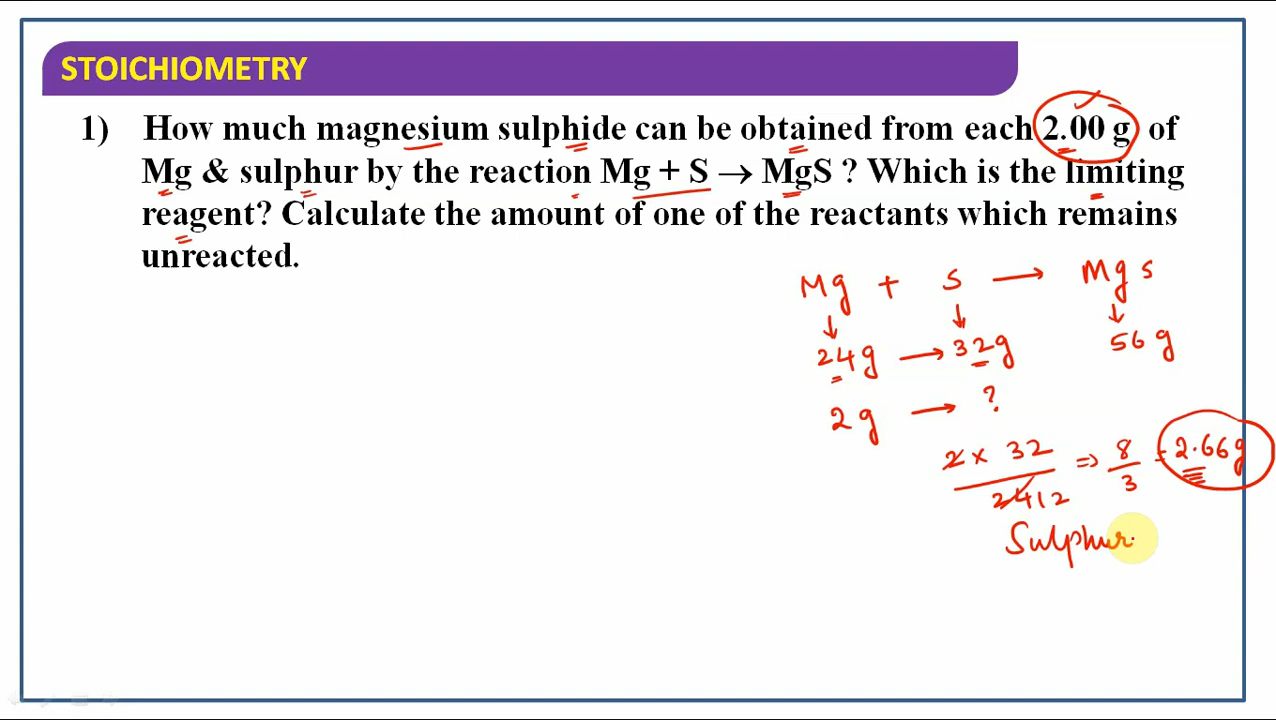 STOICHIOMETRY
1) How much magnesium sulphide can be obtained from each 2.00 g of
Mg & sulphur by the reaction Mg + S → MgS ? Which is the limiting
reagent? Calculate the amount of one of the reactants which remains
unreacted.
Mg + S → Mgs
↓ ↓ ↓
24g → 32g 56g
2g → ?
2 x 32 ⇒ 8 = 2.66g
2412 3
Sulphur